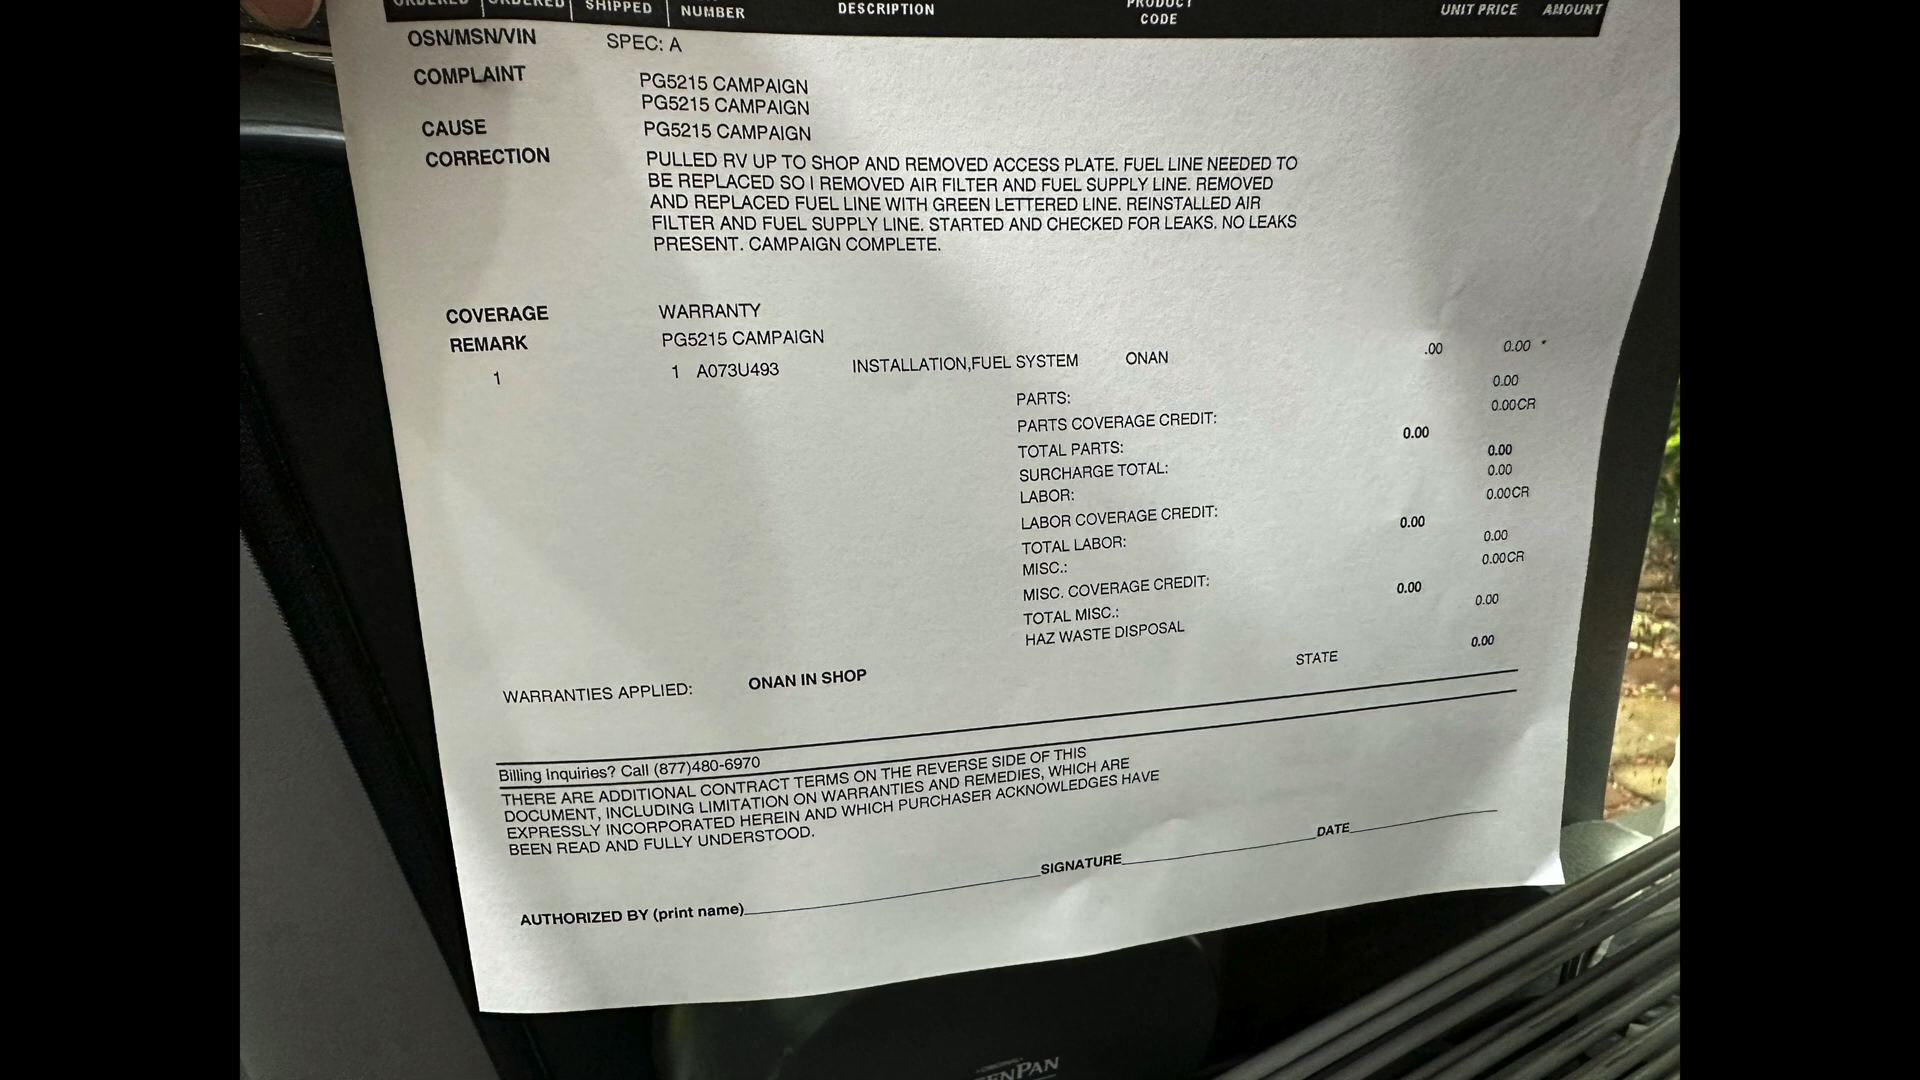 SHIPPED NUMBER DESCRIPTION PRODUCT CODE UNIT PRICE AMOUNT
OSN/MSN/VIN SPEC: A
COMPLAINT PG5215 CAMPAIGN
PG5215 CAMPAIGN
CAUSE PG5215 CAMPAIGN
CORRECTION PULLED RV UP TO SHOP AND REMOVED ACCESS PLATE. FUEL LINE NEEDED TO
BE REPLACED SO I REMOVED AIR FILTER AND FUEL SUPPLY LINE. REMOVED
AND REPLACED FUEL LINE WITH GREEN LETTERED LINE. REINSTALLED AIR
FILTER AND FUEL SUPPLY LINE. STARTED AND CHECKED FOR LEAKS. NO LEAKS
PRESENT. CAMPAIGN COMPLETE.
COVERAGE WARRANTY
REMARK PG5215 CAMPAIGN
1 1 A073U493 INSTALLATION,FUEL SYSTEM ONAN .00 0.00 *
PARTS: 0.00
PARTS COVERAGE CREDIT: 0.00CR
TOTAL PARTS: 0.00
SURCHARGE TOTAL: 0.00
LABOR: 0.00
LABOR COVERAGE CREDIT: 0.00CR
TOTAL LABOR: 0.00
MISC.: 0.00
MISC. COVERAGE CREDIT: 0.00CR
TOTAL MISC.: 0.00
HAZ WASTE DISPOSAL 0.00
STATE 0.00
WARRANTIES APPLIED: ONAN IN SHOP
Billing Inquiries? Call (877)480-6970
THERE ARE ADDITIONAL CONTRACT TERMS ON THE REVERSE SIDE OF THIS
DOCUMENT, INCLUDING LIMITATION ON WARRANTIES AND REMEDIES, WHICH ARE
EXPRESSLY INCORPORATED HEREIN AND WHICH PURCHASER ACKNOWLEDGES HAVE
BEEN READ AND FULLY UNDERSTOOD.
AUTHORIZED BY (print name) SIGNATURE DATE